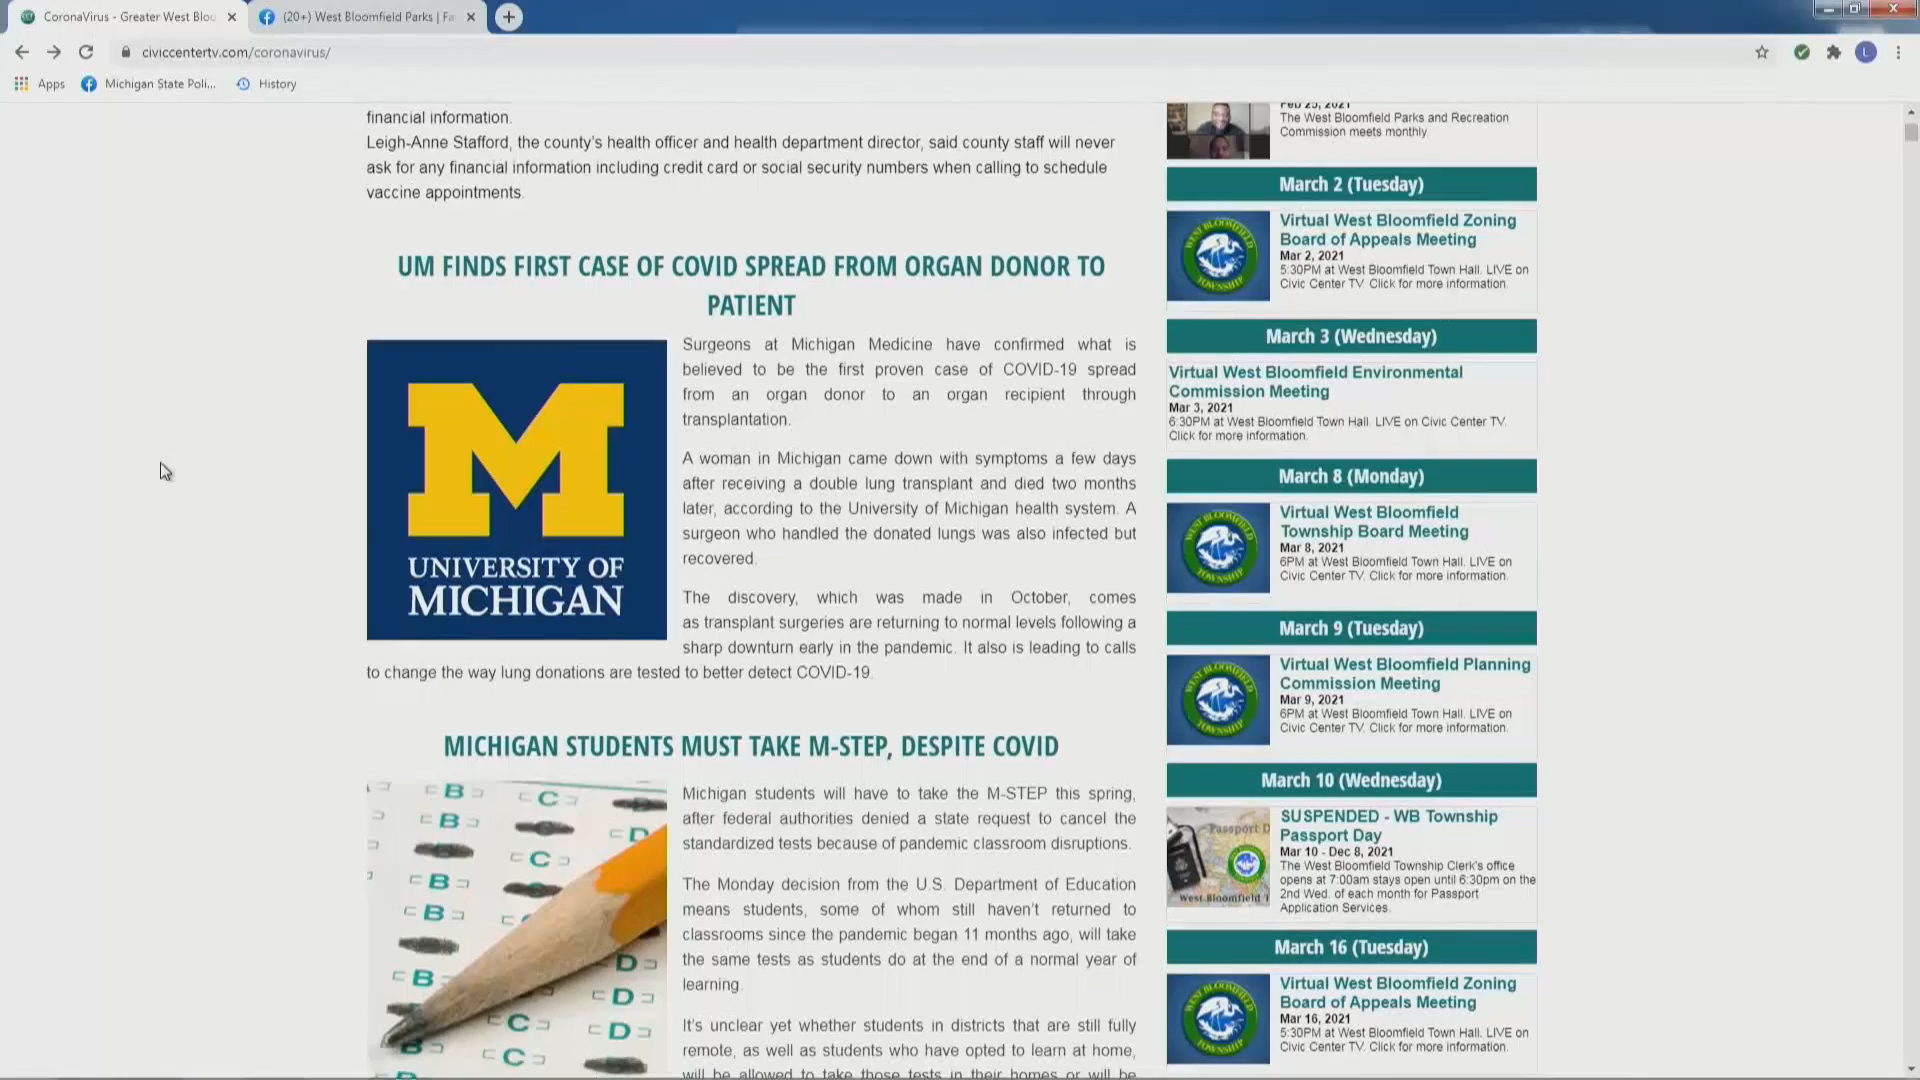 CoronaVirus - Greater West Bloo
(20+) West Bloomfield Parks | Fa
civiccentertv.com/coronavirus/
L
Apps
Michigan State Poli...
History
financial information.
Leigh-Anne Stafford, the county's health officer and health department director, said county staff will never
ask for any financial information including credit card or social security numbers when calling to schedule
vaccine appointments.
UM FINDS FIRST CASE OF COVID SPREAD FROM ORGAN DONOR TO
PATIENT
UNIVERSITY OF
MICHIGAN
Surgeons at Michigan Medicine have confirmed what is
believed to be the first proven case of COVID-19 spread
from an organ donor to an organ recipient through
transplantation.
A woman in Michigan came down with symptoms a few days
after receiving a double lung transplant and died two months
later, according to the University of Michigan health system. A
surgeon who handled the donated lungs was also infected but
recovered.
The discovery, which was made in October, comes
as transplant surgeries are returning to normal levels following a
sharp downturn early in the pandemic. It also is leading to calls
to change the way lung donations are tested to better detect COVID-19.
MICHIGAN STUDENTS MUST TAKE M-STEP, DESPITE COVID
Michigan students will have to take the M-STEP this spring,
after federal authorities denied a state request to cancel the
standardized tests because of pandemic classroom disruptions.
The Monday decision from the U.S. Department of Education
means students, some of whom still haven't returned to
classrooms since the pandemic began 11 months ago, will take
the same tests as students do at the end of a normal year of
learning.
It's unclear yet whether students in districts that are still fully
remote, as well as students who have opted to learn at home,
will be allowed to take those tests in their homes or will be
Feb 25, 2021
The West Bloomfield Parks and Recreation
Commission meets monthly
March 2 (Tuesday)
Virtual West Bloomfield Zoning
Board of Appeals Meeting
Mar 2, 2021
5:30PM at West Bloomfield Town Hall. LIVE on
Civic Center TV. Click for more information.
March 3 (Wednesday)
Virtual West Bloomfield Environmental
Commission Meeting
Mar 3, 2021
6:30PM at West Bloomfield Town Hall. LIVE on Civic Center TV.
Click for more information.
March 8 (Monday)
Virtual West Bloomfield
Township Board Meeting
Mar 8, 2021
6PM at West Bloomfield Town Hall. LIVE on
Civic Center TV. Click for more information.
March 9 (Tuesday)
Virtual West Bloomfield Planning
Commission Meeting
Mar 9, 2021
6PM at West Bloomfield Town Hall. LIVE on
Civic Center TV. Click for more information.
March 10 (Wednesday)
SUSPENDED - WB Township
Passport Day
Mar 10 - Dec 8, 2021
The West Bloomfield Township Clerk's office
opens at 7:00am stays open until 6:30pm on the
2nd Wed. of each month for Passport
Application Services.
March 16 (Tuesday)
Virtual West Bloomfield Zoning
Board of Appeals Meeting
Mar 16, 2021
5:30PM at West Bloomfield Town Hall. LIVE on
Civic Center TV. Click for more information.